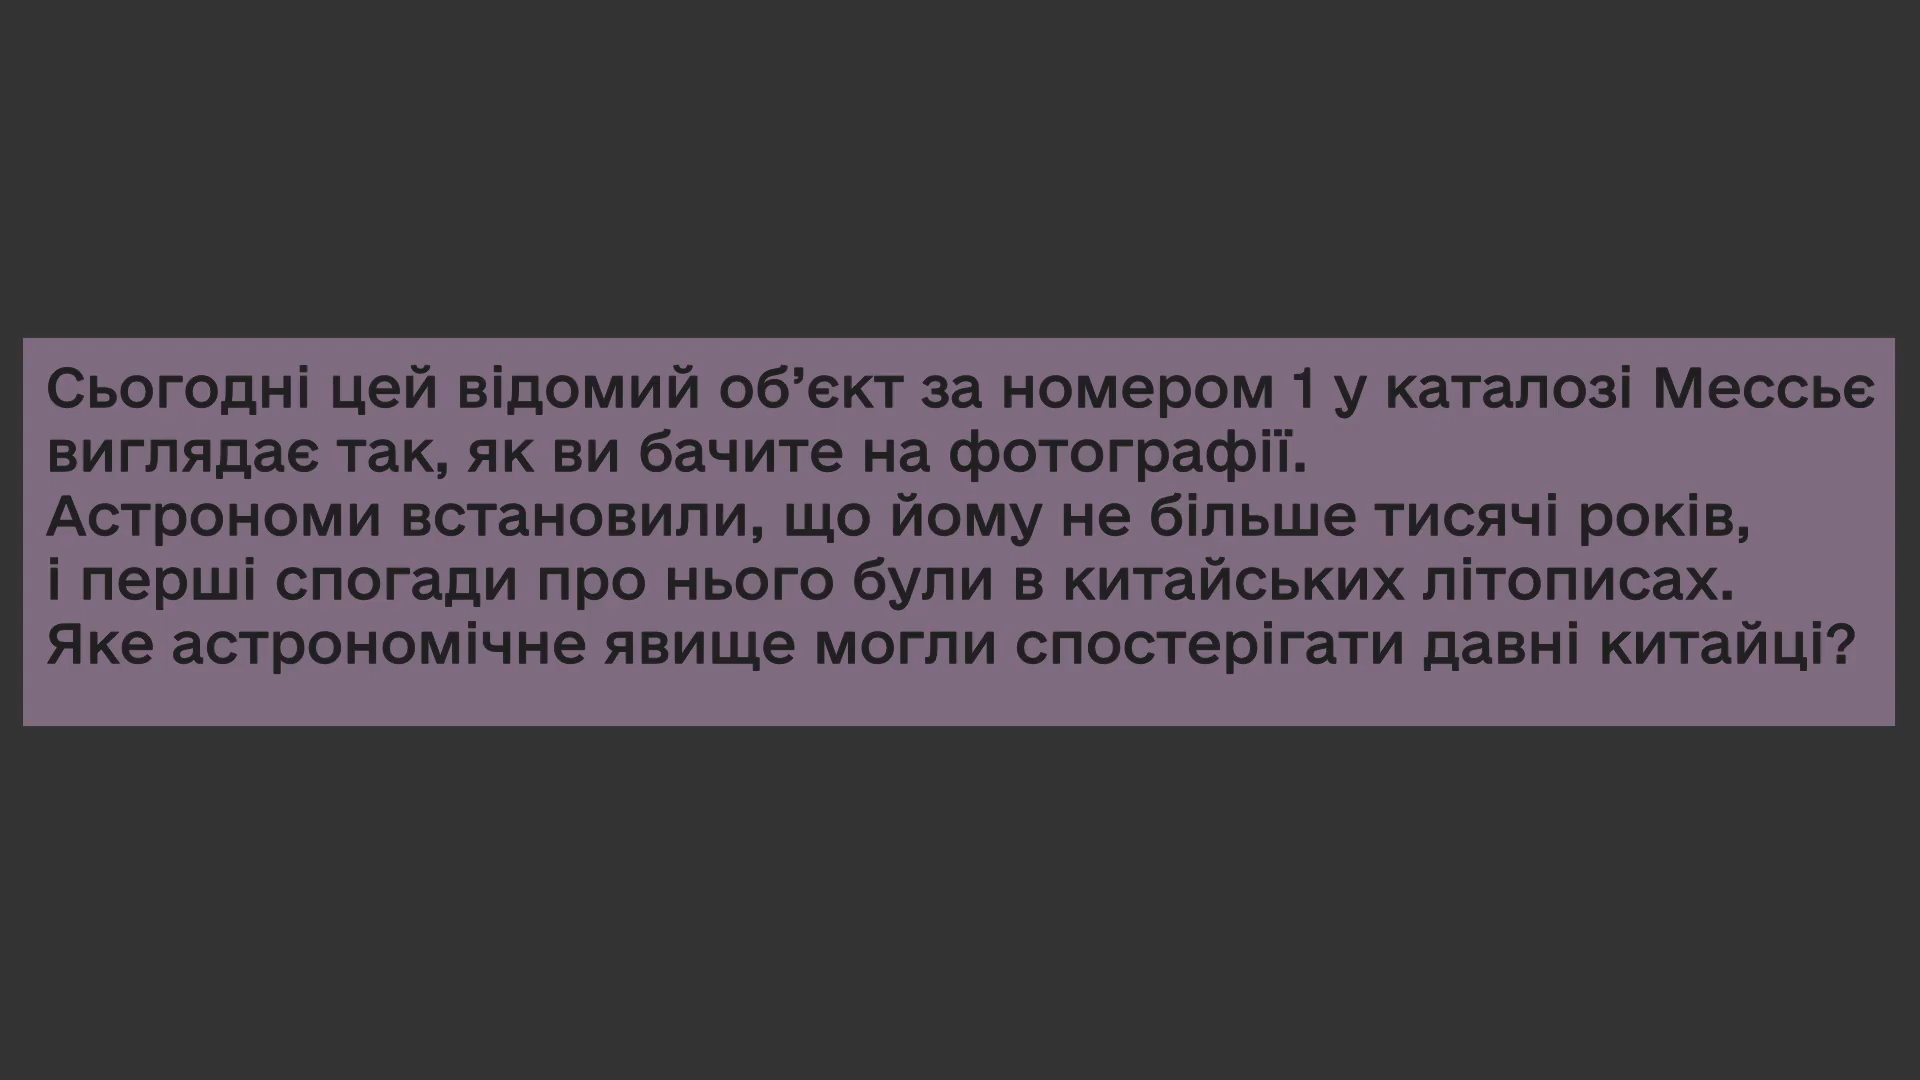 Сьогодні цей відомий об’єкт за номером 1 у каталозі Мессьє
виглядає так, як ви бачите на фотографії.
Астрономи встановили, що йому не більше тисячі років,
і перші спогади про нього були в китайських літописах.
Яке астрономічне явище могли спостерігати давні китайці?